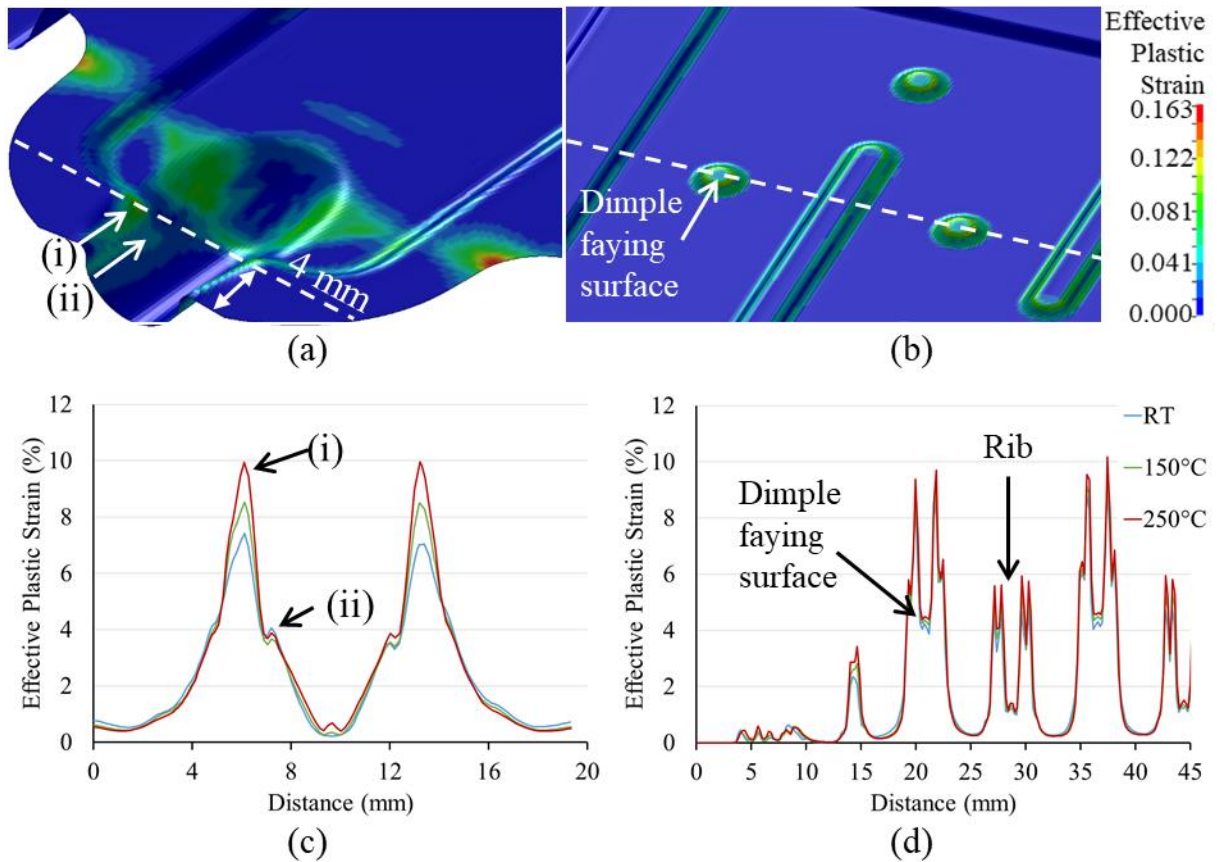 Effective
Plastic
Strain
0.163
0.122
0.081
0.041
0.000
(i)
(ii)
4 mm
Dimple
faying
surface
(a)
(b)
Effective Plastic Strain (%)
12
10
8
6
4
2
0
(i)
(ii)
0
4
8
12
16
20
Distance (mm)
(c)
Effective Plastic Strain (%)
12
10
8
6
4
2
0
Dimple
faying
surface
Rib
RT
150°C
250°C
0
5
10
15
20
25
30
35
40
45
Distance (mm)
(d)